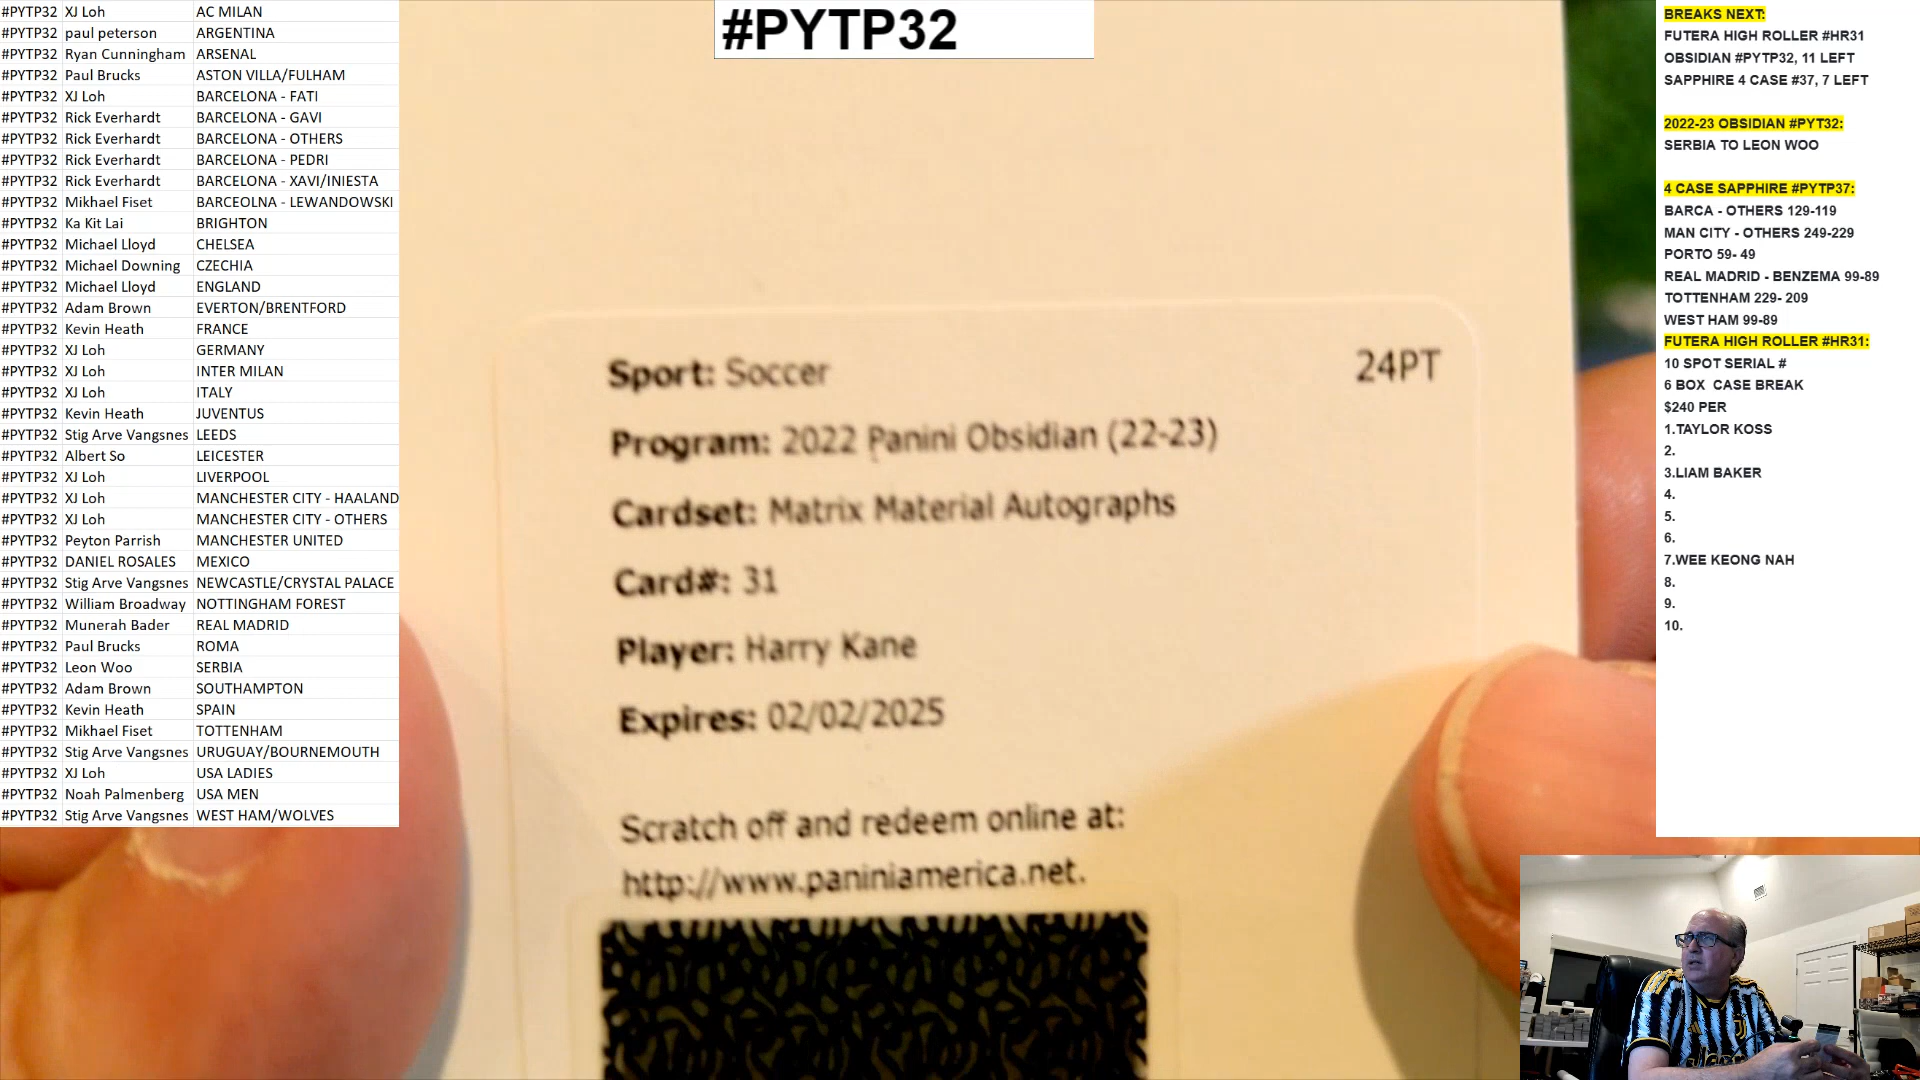 #PYTP32 XJ Loh AC MILAN
#PYTP32 paul peterson ARGENTINA
#PYTP32 Ryan Cunningham ARSENAL
#PYTP32 Paul Brucks ASTON VILLA/FULHAM
#PYTP32 XJ Loh BARCELONA - FATI
#PYTP32 Rick Everhardt BARCELONA - GAVI
#PYTP32 Rick Everhardt BARCELONA - OTHERS
#PYTP32 Rick Everhardt BARCELONA - PEDRI
#PYTP32 Rick Everhardt BARCELONA - XAVI/INIESTA
#PYTP32 Mikhael Fiset BARCEOLNA - LEWANDOWSKI
#PYTP32 Ka Kit Lai BRIGHTON
#PYTP32 Michael Lloyd CHELSEA
#PYTP32 Michael Downing CZECHIA
#PYTP32 Michael Lloyd ENGLAND
#PYTP32 Adam Brown EVERTON/BRENTFORD
#PYTP32 Kevin Heath FRANCE
#PYTP32 XJ Loh GERMANY
#PYTP32 XJ Loh INTER MILAN
#PYTP32 XJ Loh ITALY
#PYTP32 Kevin Heath JUVENTUS
#PYTP32 Stig Arve Vangsnes LEEDS
#PYTP32 Albert So LEICESTER
#PYTP32 XJ Loh LIVERPOOL
#PYTP32 XJ Loh MANCHESTER CITY - HAALAND
#PYTP32 XJ Loh MANCHESTER CITY - OTHERS
#PYTP32 Peyton Parrish MANCHESTER UNITED
#PYTP32 DANIEL ROSALES MEXICO
#PYTP32 Stig Arve Vangsnes NEWCASTLE/CRYSTAL PALACE
#PYTP32 William Broadway NOTTINGHAM FOREST
#PYTP32 Munerah Bader REAL MADRID
#PYTP32 Paul Brucks ROMA
#PYTP32 Leon Woo SERBIA
#PYTP32 Adam Brown SOUTHAMPTON
#PYTP32 Kevin Heath SPAIN
#PYTP32 Mikhael Fiset TOTTENHAM
#PYTP32 Stig Arve Vangsnes URUGUAY/BOURNEMOUTH
#PYTP32 XJ Loh USA LADIES
#PYTP32 Noah Palmenberg USA MEN
#PYTP32 Stig Arve Vangsnes WEST HAM/WOLVES
#PYTP32
Sport: Soccer 24PT
Program: 2022 Panini Obsidian (22-23)
Cardset: Matrix Material Autographs
Card#: 31
Player: Harry Kane
Expires: 02/02/2025
Scratch off and redeem online at:
http://www.paniniamerica.net.
BREAKS NEXT:
FUTERA HIGH ROLLER #HR31
OBSIDIAN #PYTP32, 11 LEFT
SAPPHIRE 4 CASE #37, 7 LEFT
2022-23 OBSIDIAN #PYT32:
SERBIA TO LEON WOO
4 CASE SAPPHIRE #PYTP37:
BARCA - OTHERS 129-119
MAN CITY - OTHERS 249-229
PORTO 59- 49
REAL MADRID - BENZEMA 99-89
TOTTENHAM 229- 209
WEST HAM 99-89
FUTERA HIGH ROLLER #HR31:
10 SPOT SERIAL #
6 BOX CASE BREAK
$240 PER
1.TAYLOR KOSS
2.
3.LIAM BAKER
4.
5.
6.
7.WEE KEONG NAH
8.
9.
10.